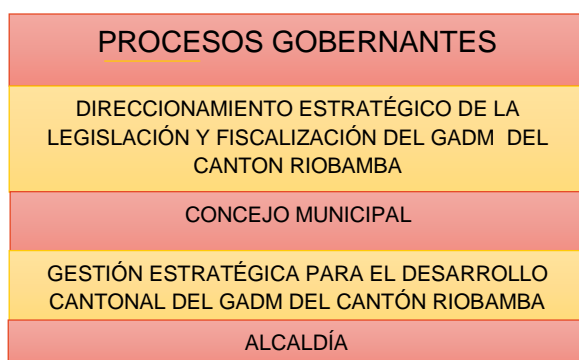 PROCESOS GOBERNANTES
DIRECCIONAMIENTO ESTRATÉGICO DE LA
LEGISLACIÓN Y FISCALIZACIÓN DEL GADM DEL
CANTON RIOBAMBA
CONCEJO MUNICIPAL
GESTIÓN ESTRATÉGICA PARA EL DESARROLLO
CANTONAL DEL GADM DEL CANTÓN RIOBAMBA
ALCALDÍA